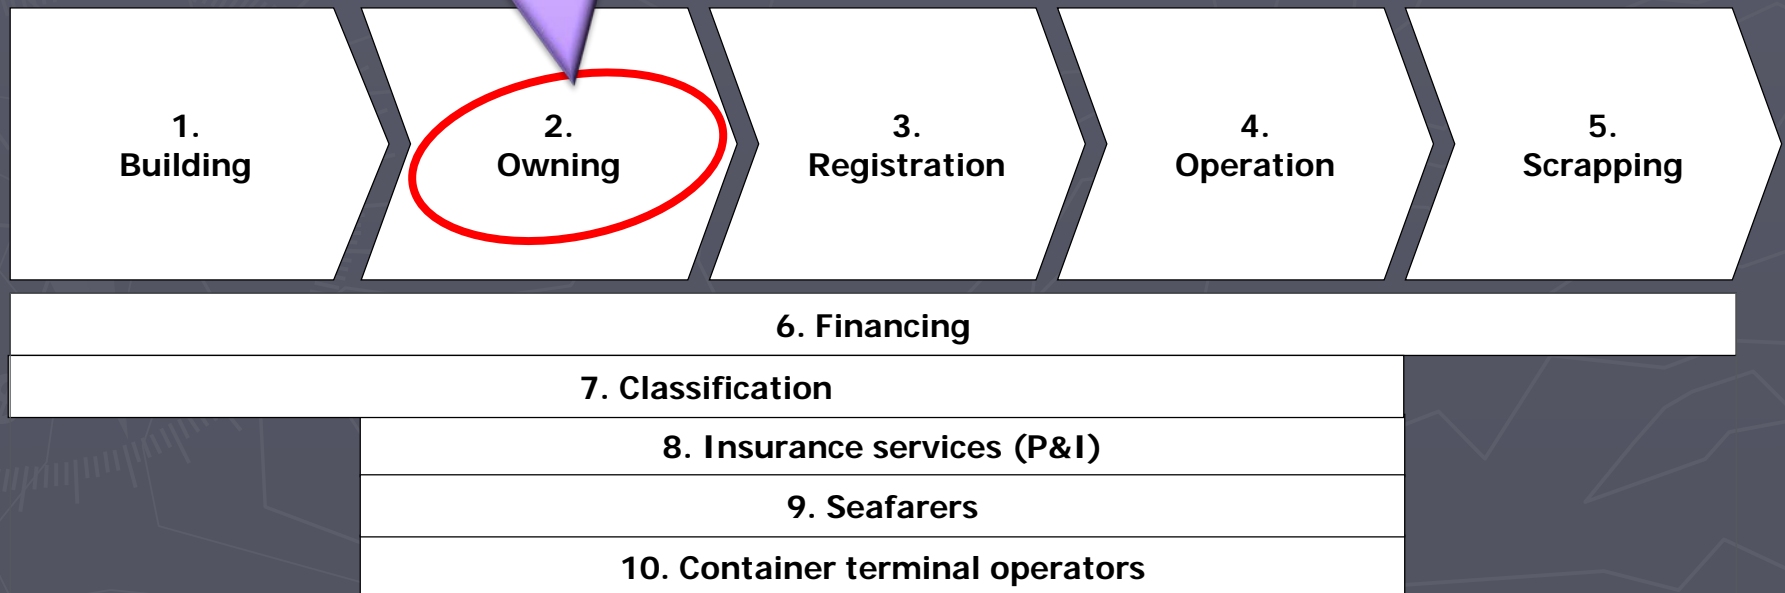 1.
Building
2.
Owning
3.
Registration
4.
Operation
5.
Scrapping
6. Financing
7. Classification
8. Insurance services (P&I)
9. Seafarers
10. Container terminal operators